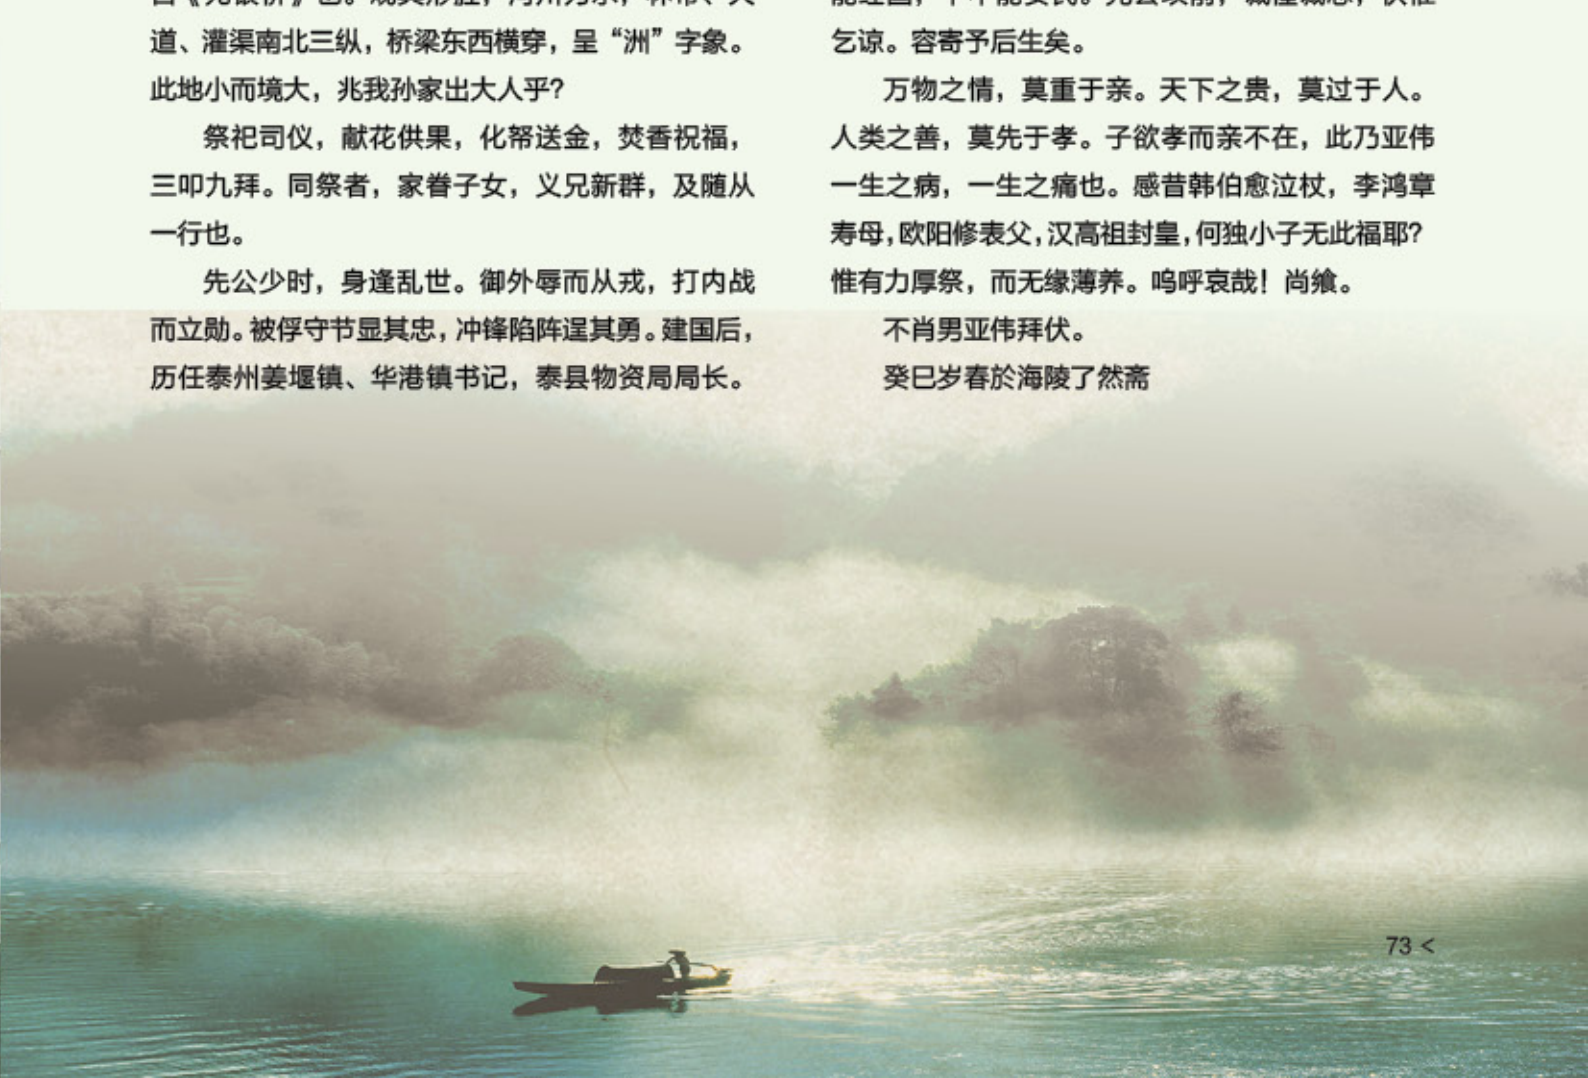 道、灌渠南北三纵，桥梁东西横穿，呈“洲”字象。
此地小而境大，兆我孙家出大人乎？
祭祀司仪，献花供果，化帑送金，焚香祝福，
三叩九拜。同祭者，家眷子女，义兄新群，及随从
一行也。
先公少时，身逢乱世。御外辱而从戎，打内战
而立勋。被俘守节显其忠，冲锋陷阵逞其勇。建国后，
历任泰州姜堰镇、华港镇书记，泰县物资局局长。
乞谅。容寄予后生矣。
万物之情，莫重于亲。天下之贵，莫过于人。
人类之善，莫先于孝。子欲孝而亲不在，此乃亚伟
一生之病，一生之痛也。感昔韩伯愈泣杖，李鸿章
寿母，欧阳修表父，汉高祖封皇，何独小子无此福耶？
惟有力厚祭，而无缘薄养。呜呼哀哉！尚飨。
不肖男亚伟拜伏。
癸巳岁春於海陵了然斋
73 <